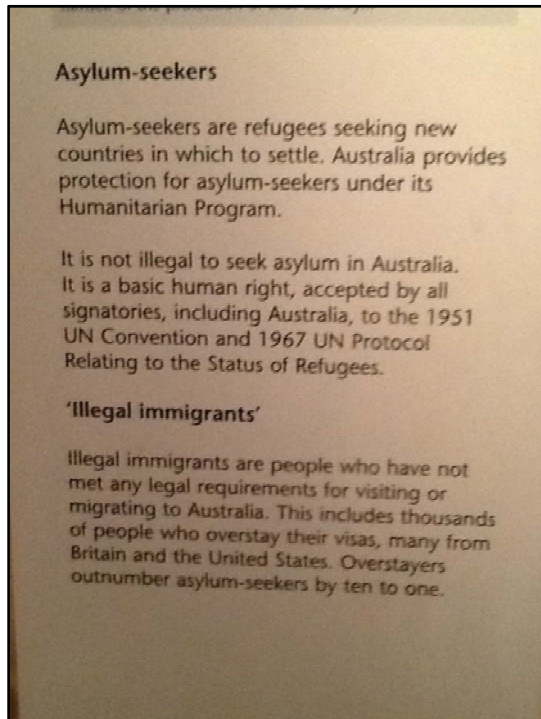 Asylum-seekers
Asylum-seekers are refugees seeking new
countries in which to settle. Australia provides
protection for asylum-seekers under its
Humanitarian Program.
It is not illegal to seek asylum in Australia.
It is a basic human right, accepted by all
signatories, including Australia, to the 1951
UN Convention and 1967 UN Protocol
Relating to the Status of Refugees.
'Illegal immigrants'
Illegal immigrants are people who have not
met any legal requirements for visiting or
migrating to Australia. This includes thousands
of people who overstay their visas, many from
Britain and the United States. Overstayers
outnumber asylum-seekers by ten to one.